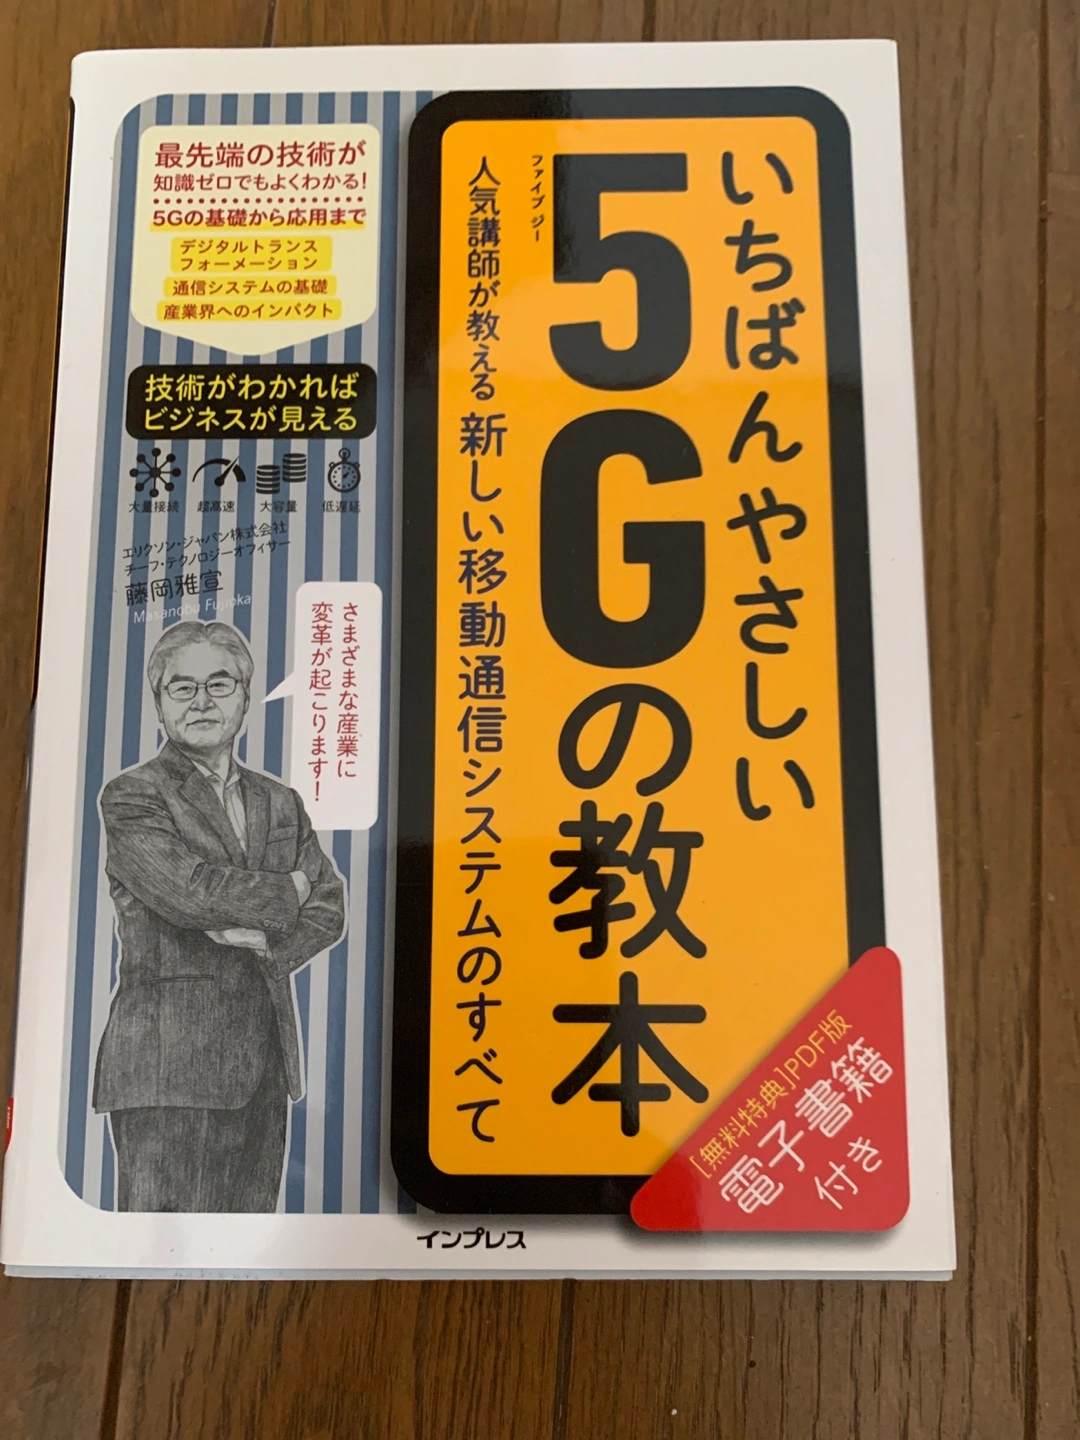 いちばんやさしい
ファイブ ジー
5Gの教本
人気講師が教える 新しい移動通信システムのすべて
最先端の技術が
知識ゼロでもよくわかる!
5Gの基礎から応用まで
デジタルトランス
フォーメーション
通信システムの基礎
産業界へのインパクト
技術がわかれば
ビジネスが見える
大量接続 超高速 大容量 低遅延
エリクソン・ジャパン株式会社
チーフ・テクノロジーオフィサー
藤岡雅宣
Masanobu Fujioka
さまざまな産業に
変革が起こります!
[無料特典]PDF版
電子書籍
付き
インプレス